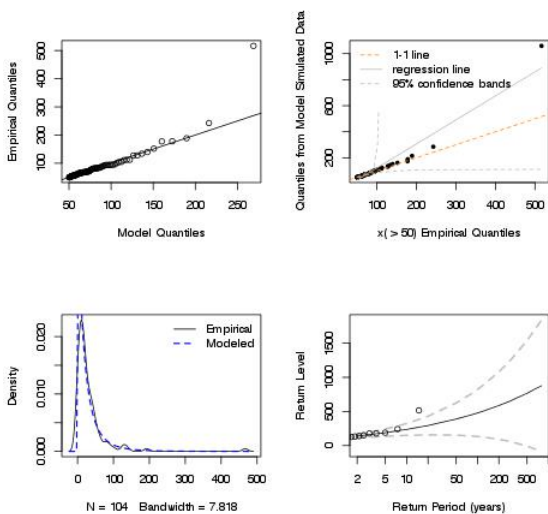 Empirical Quantiles
500
400
300
200
100
50 100 150 200 250
Model Quantiles
Quantiles from Model Simulated Data
1000
600
200
1-1 line
regression line
95% confidence bands
100 200 300 400 500
x( > 50) Empirical Quantiles
Density
0.020
0.010
0.000
Empirical
Modeled
0 100 200 300 400 500
N = 104 Bandwidth = 7.818
Return Level
1500
1000
500
0
2 5 10 50 200 500
Return Period (years)